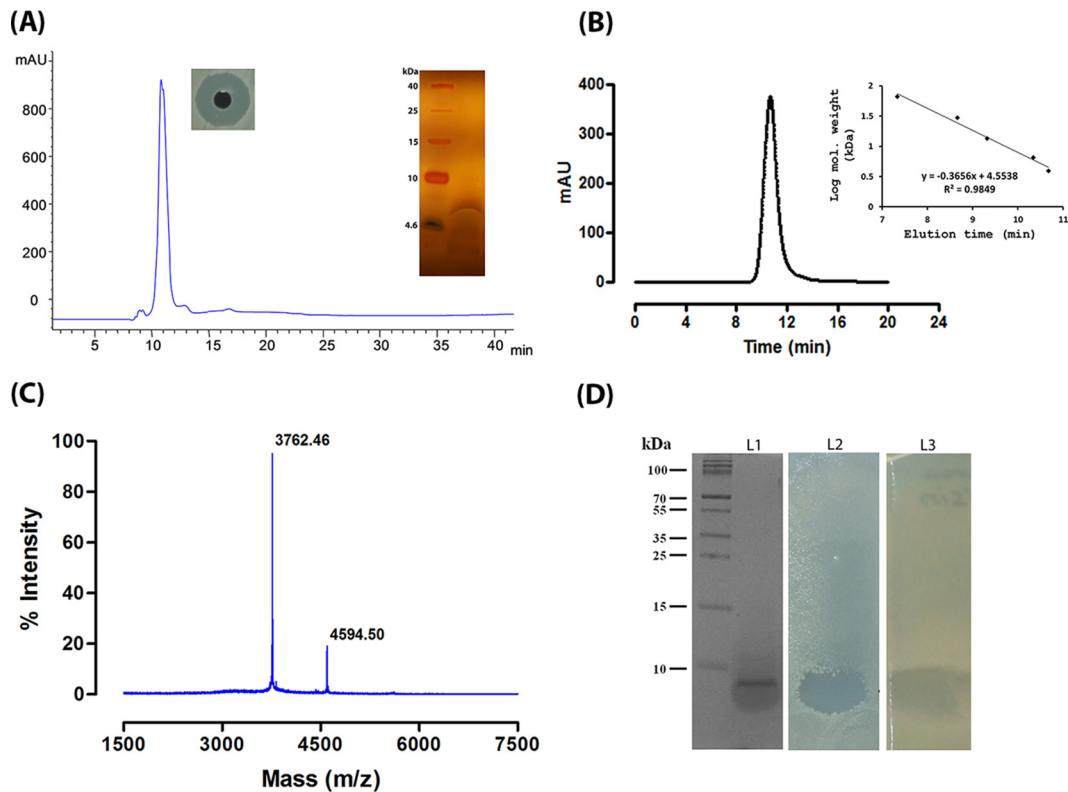 (A)
mAU
800
600
400
200
0
5 10 15 20 25 30 35 40 min
kDa
40
25
15
10
4.6
(B)
400
300
200
100
0
mAU
0 4 8 12 16 20 24
Time (min)
Log mol. weight
(kDa)
2
1.5
1
0.5
0
y = -0.3656x + 4.5538
R² = 0.9849
7 8 9 10 11
Elution time (min)
(C)
100
80
60
40
20
0
% Intensity
3762.46
4594.50
1500 3000 4500 6000 7500
Mass (m/z)
(D)
kDa L1 L2 L3
100
70
55
35
25
15
10